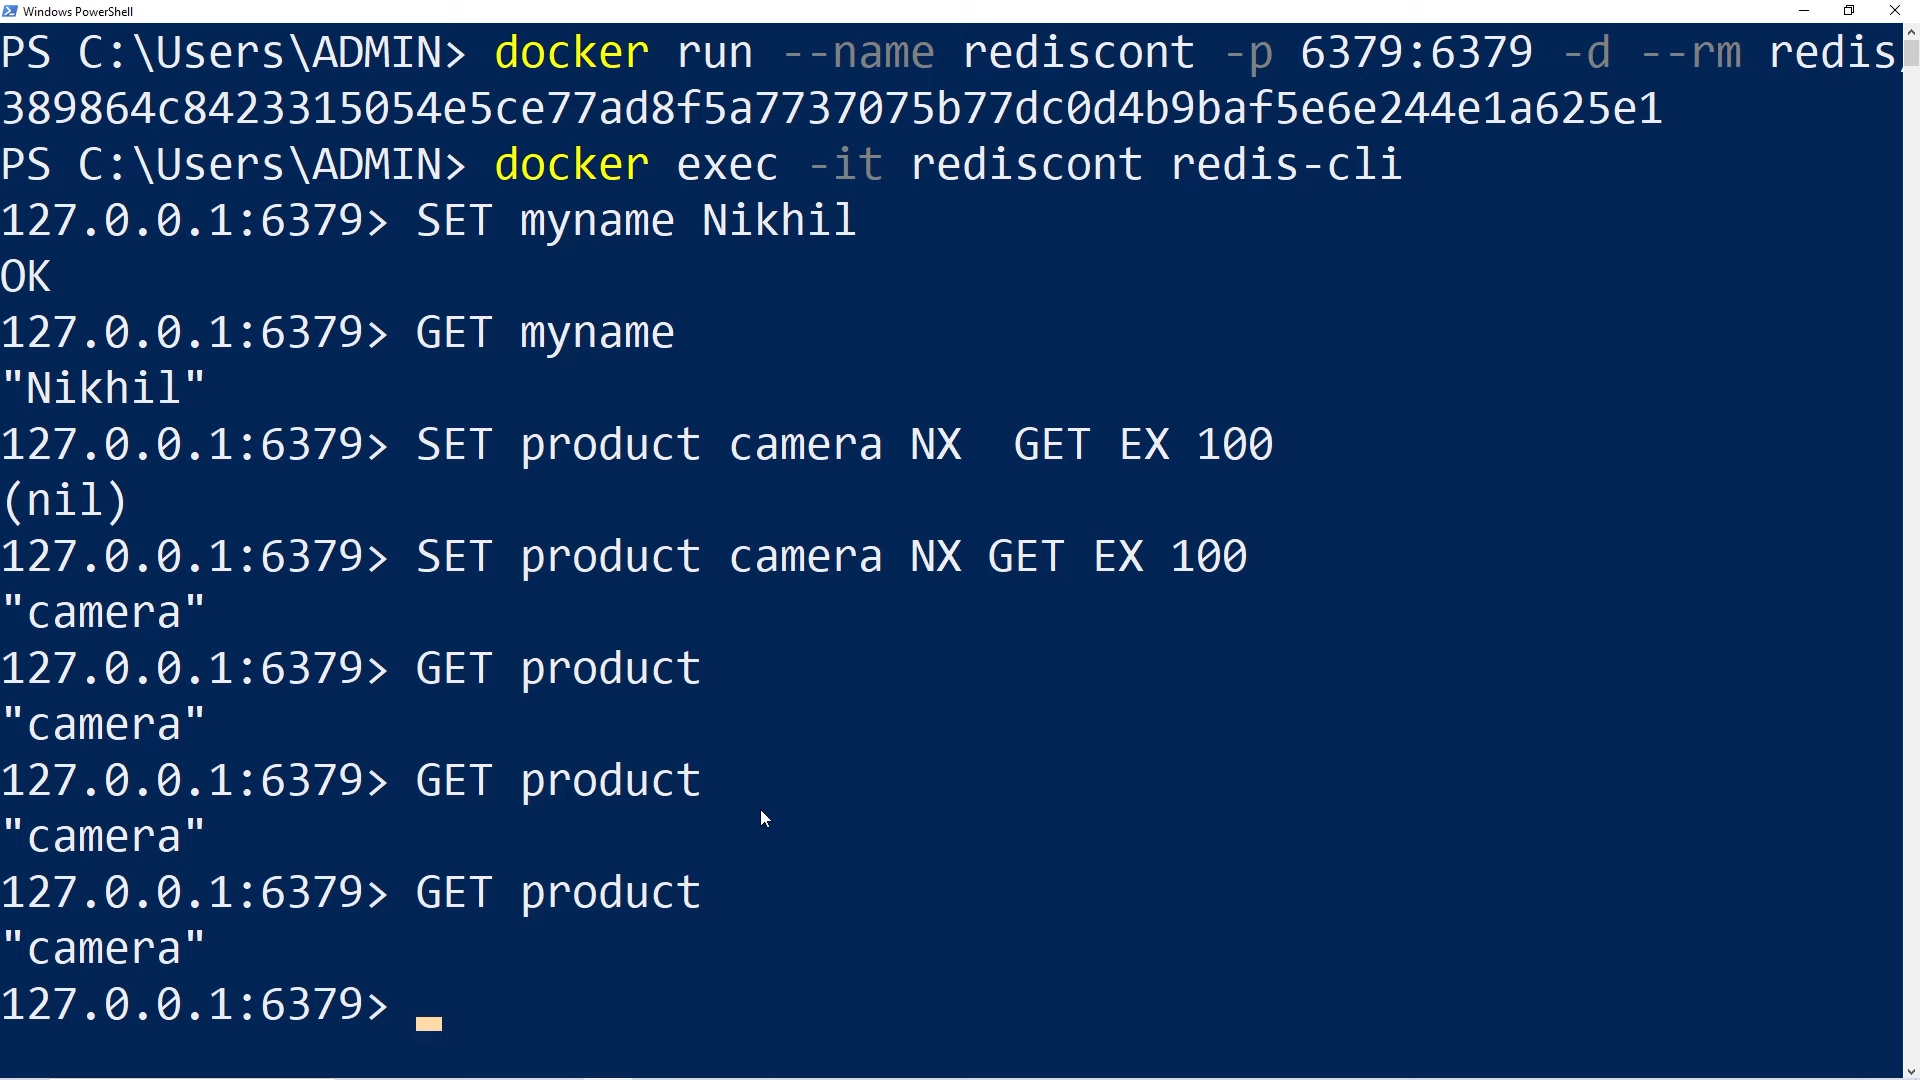 Windows PowerShell
PS C:\Users\ADMIN> docker run --name rediscont -p 6379:6379 -d --rm redis
389864c8423315054e5ce77ad8f5a7737075b77dc0d4b9baf5e6e244e1a625e1
PS C:\Users\ADMIN> docker exec -it rediscont redis-cli
127.0.0.1:6379> SET myname Nikhil
OK
127.0.0.1:6379> GET myname
"Nikhil"
127.0.0.1:6379> SET product camera NX  GET EX 100
(nil)
127.0.0.1:6379> SET product camera NX GET EX 100
"camera"
127.0.0.1:6379> GET product
"camera"
127.0.0.1:6379> GET product
"camera"
127.0.0.1:6379> GET product
"camera"
127.0.0.1:6379>